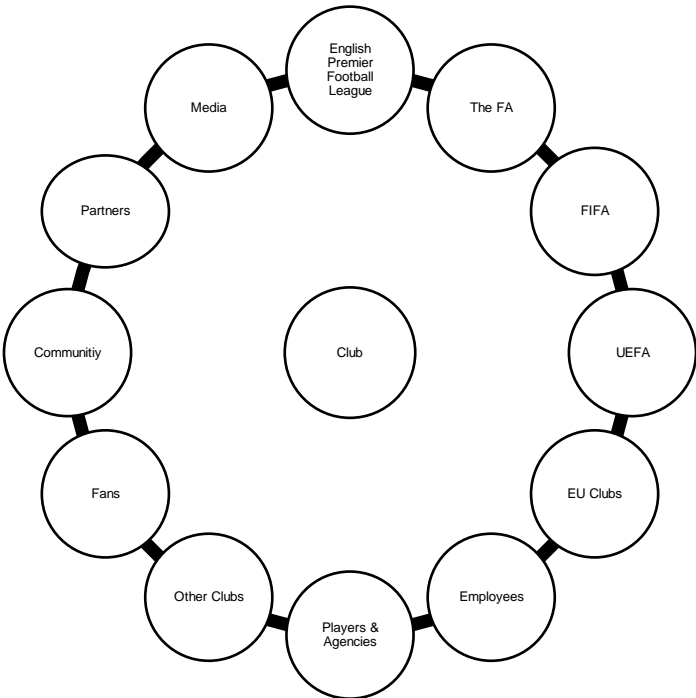 English
Premier
Football
League
Media
The FA
Partners
FIFA
Communitiy
Club
UEFA
Fans
EU Clubs
Other Clubs
Employees
Players &
Agencies